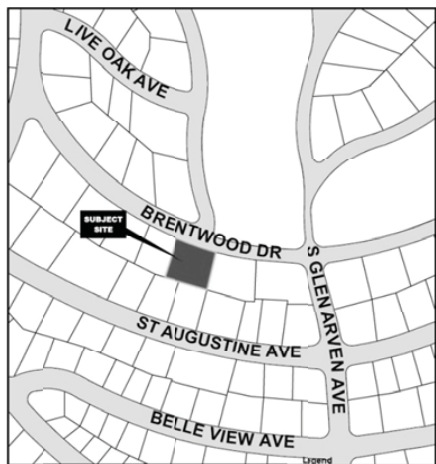 LIVE OAK AVE
SUBJECT
SITE
BRENTWOOD DR
S GLEN ARVEN AVE
ST AUGUSTINE AVE
BELLE VIEW AVE
Legend